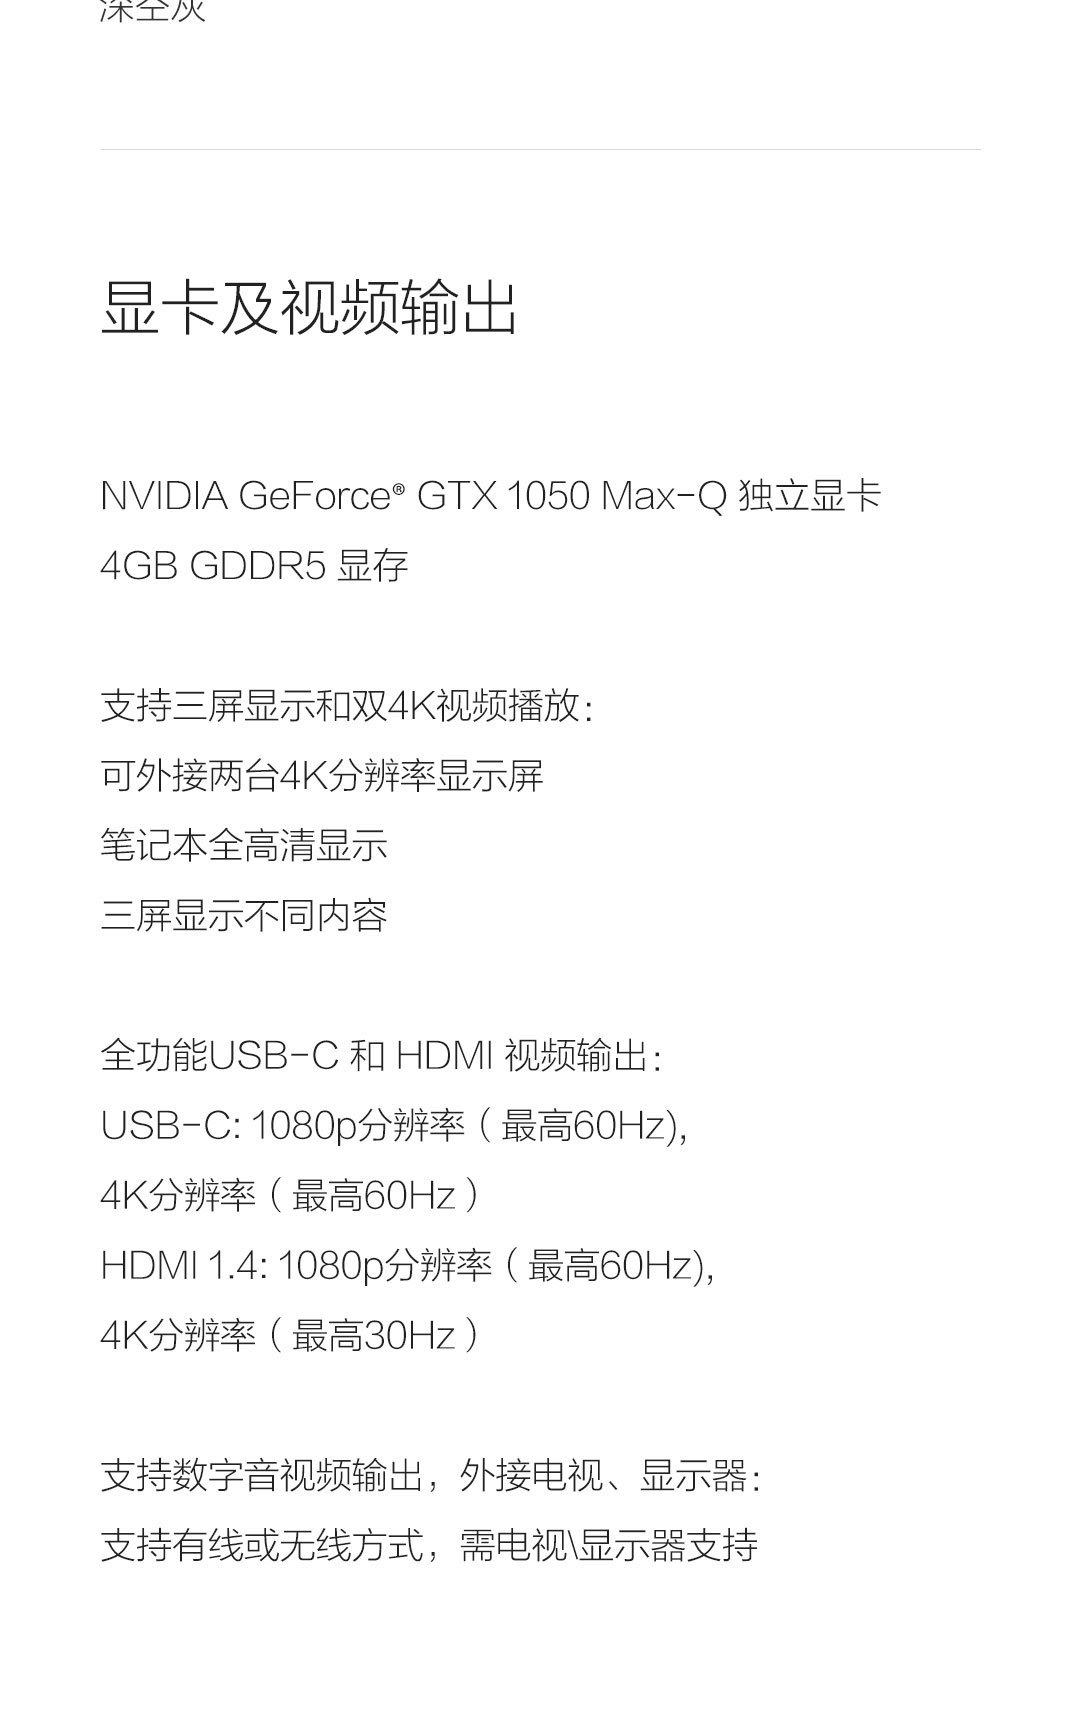 深空灰
显卡及视频输出
NVIDIA GeForce® GTX 1050 Max-Q 独立显卡
4GB GDDR5 显存
支持三屏显示和双4K视频播放：
可外接两台4K分辨率显示屏
笔记本全高清显示
三屏显示不同内容
全功能USB-C 和 HDMI 视频输出：
USB-C: 1080p分辨率（最高60Hz),
4K分辨率（最高60Hz）
HDMI 1.4: 1080p分辨率（最高60Hz),
4K分辨率（最高30Hz）
支持数字音视频输出，外接电视、显示器：
支持有线或无线方式，需电视\显示器支持